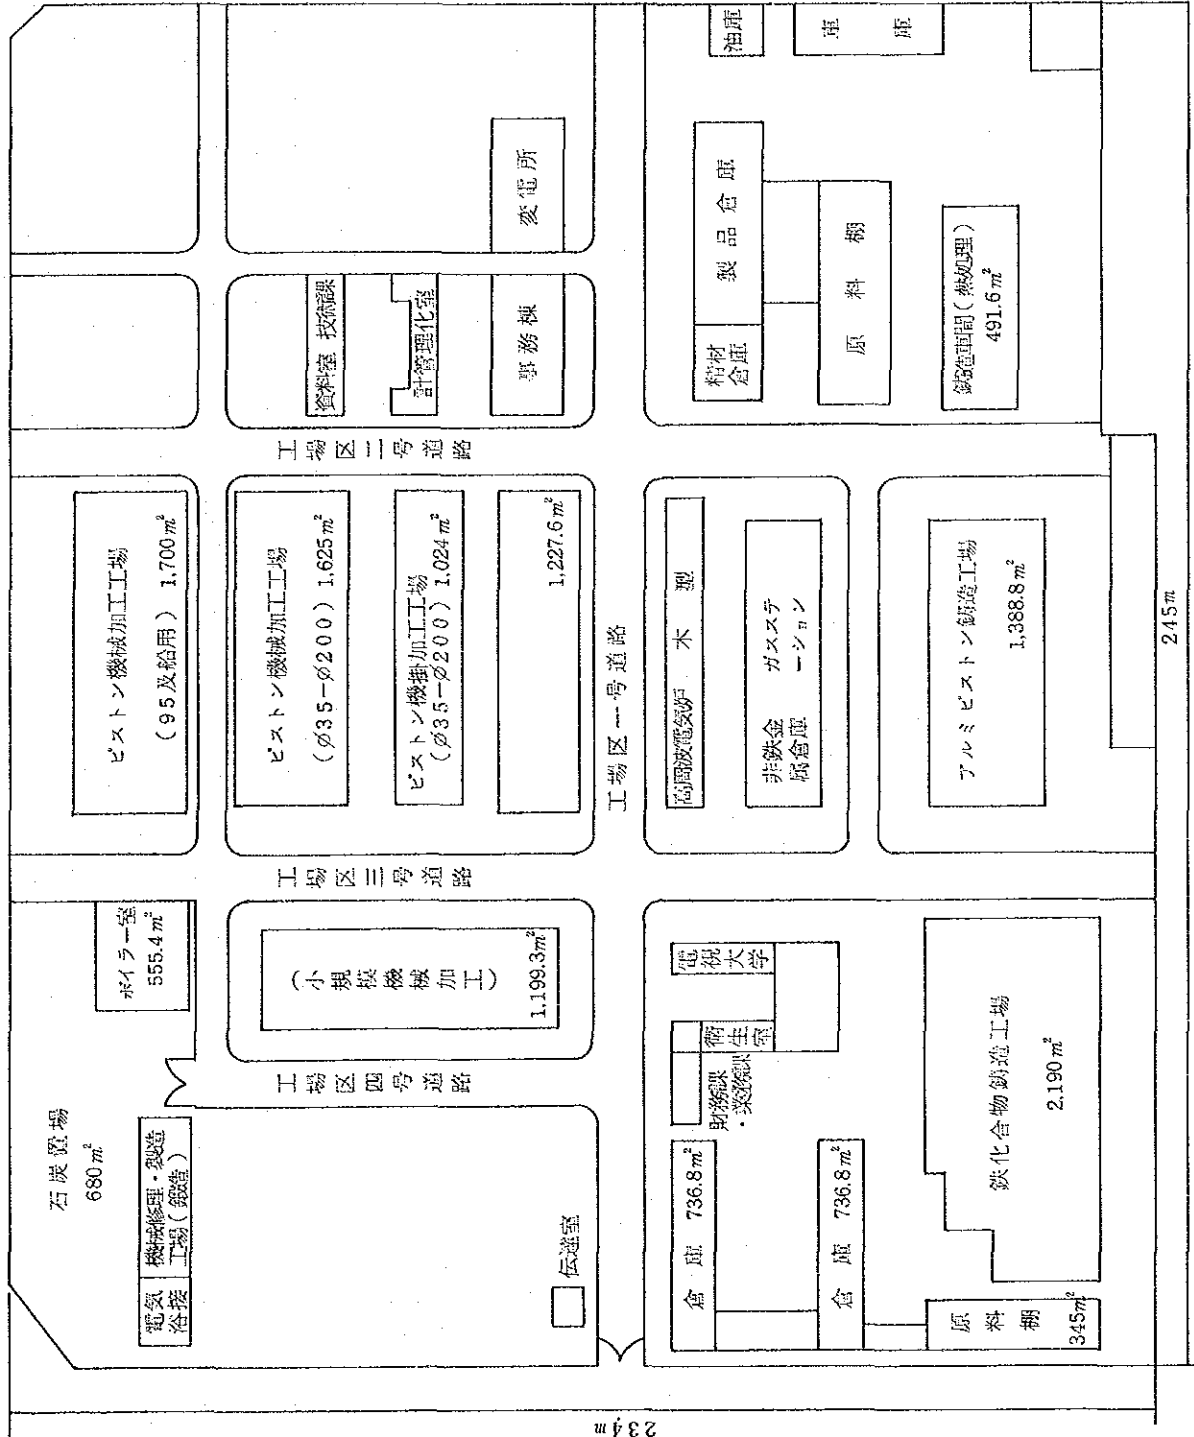 石炭置場
680m²
ボイラー室
555.4m²
電気
溶接
機械修理・製造
工場(鍛造)
ピストン機械加工工場
(95及船用) 1,700m²
工場区四号道路
(小規模機械加工)
1,199.3m²
工場区三号道路
ピストン機械加工工場
(Ø35-Ø200) 1,625m²
ピストン機械加工工場
(Ø35-Ø200) 1,024m²
1,227.6m²
工場区二号道路
資料室 技術課
計管理化室
事務棟
変電所
伝達室
工場区一号道路
倉庫 736.8m²
倉庫 736.8m²
原料棚
345m²
財務課
・業務課
衛生室
電視大学
鉄化合物鋳造工場
2,190m²
高周波電気炉 木型
非鉄金
属倉庫
ガスステ
ーション
アルミピストン鋳造工場
1,388.8m²
精材
倉庫
製品倉庫
原料棚
鋳造車間(熱処理)
491.6m²
油庫
車庫
234m
245m